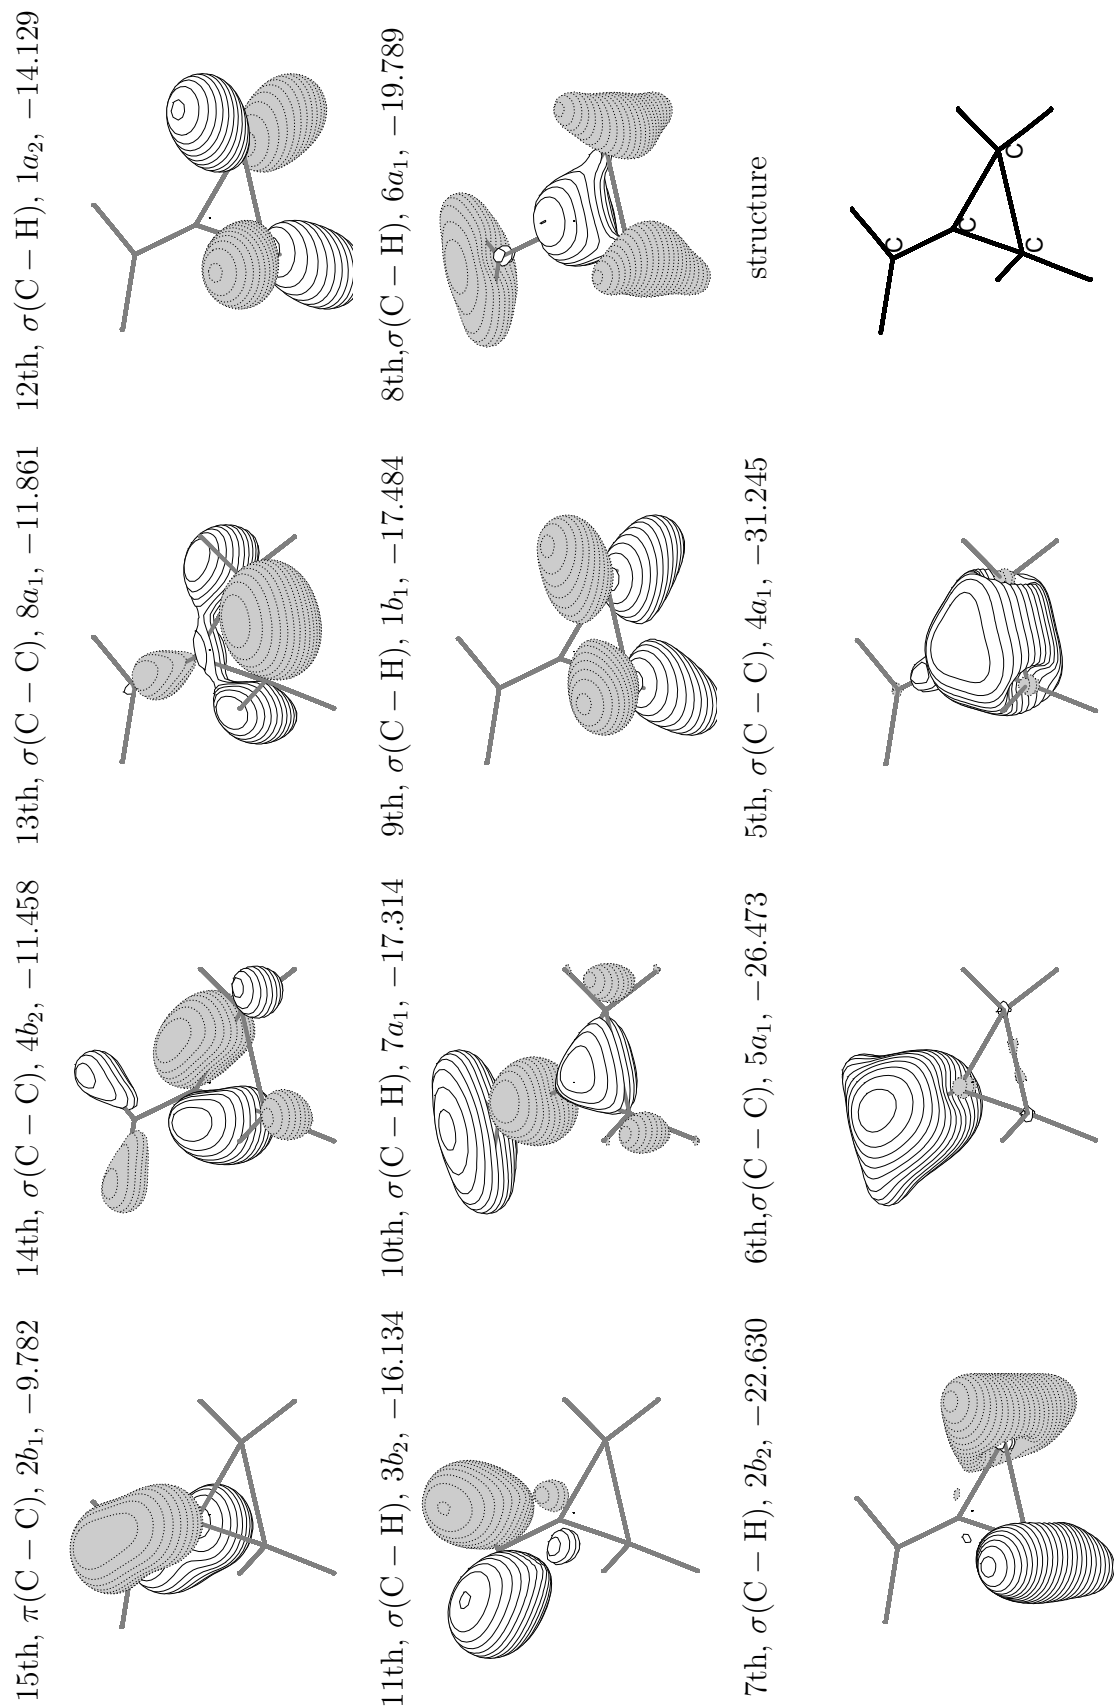 15th, π(C − C), 2b₁, −9.782
14th, σ(C − C), 4b₂, −11.458
13th, σ(C − C), 8a₁, −11.861
12th, σ(C − H), 1a₂, −14.129
11th, σ(C − H), 3b₂, −16.134
10th, σ(C − H), 7a₁, −17.314
9th, σ(C − H), 1b₁, −17.484
8th,σ(C − H), 6a₁, −19.789
7th, σ(C − H), 2b₂, −22.630
6th,σ(C − C), 5a₁, −26.473
5th, σ(C − C), 4a₁, −31.245
structure
C
C
C
C